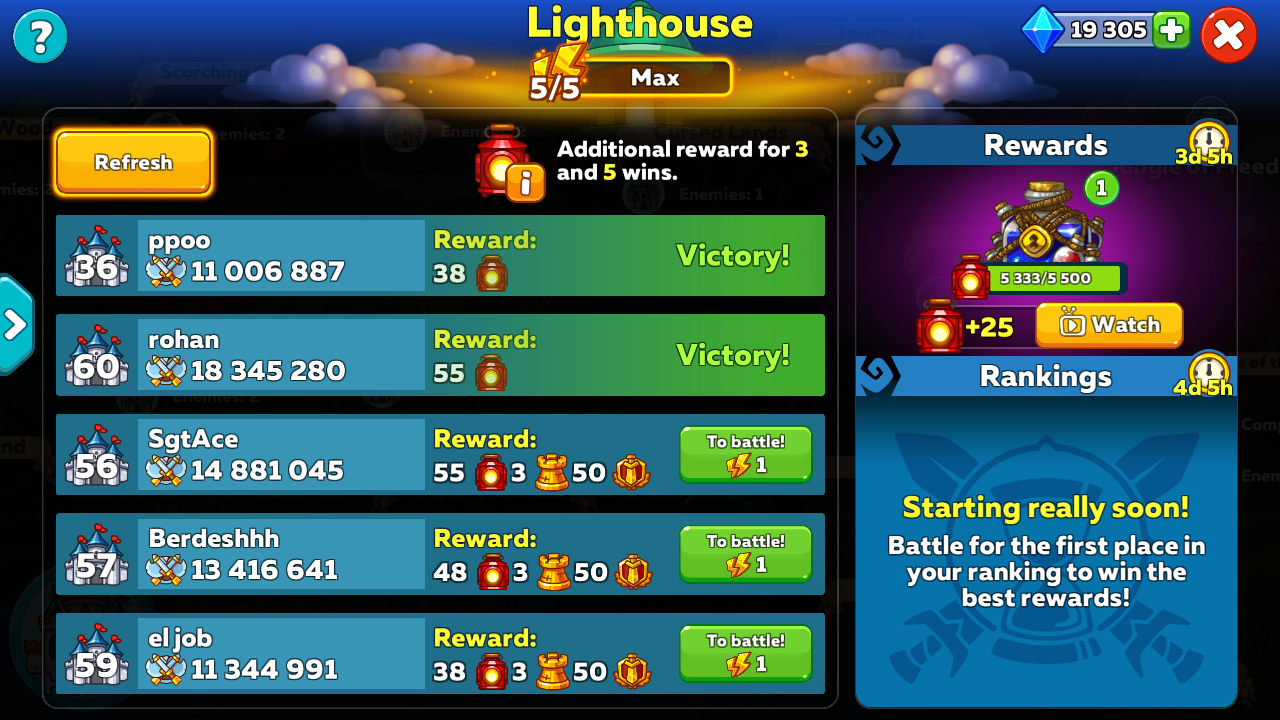 ?
Lighthouse
19 305
5/5
Max
Refresh
Additional reward for 3
and 5 wins.
36
ppoo
11 006 887
Reward:
38
Victory!
60
rohan
18 345 280
Reward:
55
Victory!
56
SgtAce
14 881 045
Reward:
55 3 50
To battle!
1
57
Berdeshhh
13 416 641
Reward:
48 3 50
To battle!
1
59
el job
11 344 991
Reward:
38 3 50
To battle!
1
Rewards
3d 5h
1
5 333/5 500
+25
Watch
Rankings
4d 5h
Starting really soon!
Battle for the first place in
your ranking to win the
best rewards!